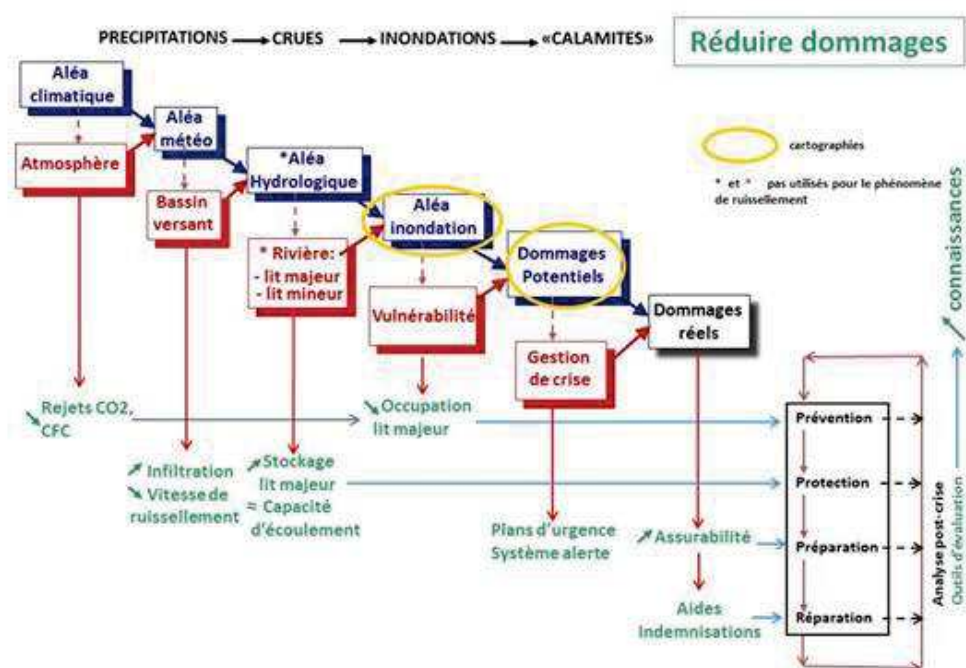 PRECIPITATIONS → CRUES → INONDATIONS → «CALAMITES»
Réduire dommages
Aléa
climatique
Aléa
météo
Atmosphère
*Aléa
Hydrologique
Bassin
versant
Aléa
inondation
* Rivière:
- lit majeur
- lit mineur
Dommages
Potentiels
Vulnérabilité
Dommages
réels
Gestion
de crise
cartographies
* et * pas utilisés pour le phénomène
de ruissellement
connaissances
Rejets CO2,
CFC
Occupation
lit majeur
Infiltration
Vitesse de
ruissellement
Stockage
lit majeur
= Capacité
d'écoulement
Plans d'urgence
Système alerte
Assurabilité
Aides
Indemnisations
Prévention
Protection
Préparation
Réparation
Analyse post-crise
Outils d'évaluation